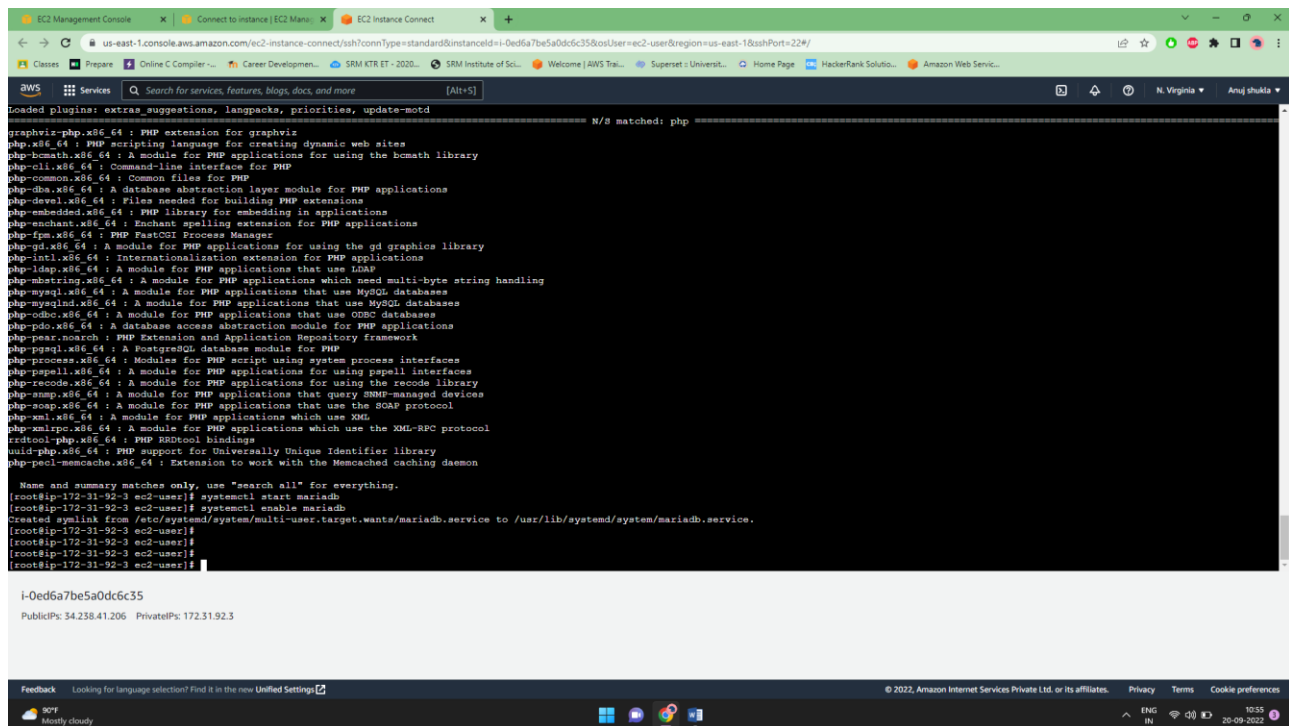 EC2 Management Console
Connect to instance | EC2 Manag
EC2 Instance Connect
us-east-1.console.aws.amazon.com/ec2-instance-connect/ssh?connType=standard&instanceId=i-0ed6a7be5a0dc6c35&osUser=ec2-user&region=us-east-1&sshPort=22#/
Classes
Prepare
Online C Compiler -...
Career Developmen...
SRM KTR ET - 2020...
SRM Institute of Sci...
Welcome | AWS Trai...
Superset :: Universit...
Home Page
HackerRank Solutio...
Amazon Web Servic...
aws
Services
Search for services, features, blogs, docs, and more
[Alt+S]
N. Virginia
Anuj shukla
Loaded plugins: extras_suggestions, langpacks, priorities, update-motd
N/S matched: php
graphviz-php.x86_64 : PHP extension for graphviz
php.x86_64 : PHP scripting language for creating dynamic web sites
php-bcmath.x86_64 : A module for PHP applications for using the bcmath library
php-cli.x86_64 : Command-line interface for PHP
php-common.x86_64 : Common files for PHP
php-dba.x86_64 : A database abstraction layer module for PHP applications
php-devel.x86_64 : Files needed for building PHP extensions
php-embedded.x86_64 : PHP library for embedding in applications
php-enchant.x86_64 : Enchant spelling extension for PHP applications
php-fpm.x86_64 : PHP FastCGI Process Manager
php-gd.x86_64 : A module for PHP applications for using the gd graphics library
php-intl.x86_64 : Internationalization extension for PHP applications
php-ldap.x86_64 : A module for PHP applications that use LDAP
php-mbstring.x86_64 : A module for PHP applications which need multi-byte string handling
php-mysql.x86_64 : A module for PHP applications that use MySQL databases
php-mysqlnd.x86_64 : A module for PHP applications that use MySQL databases
php-odbc.x86_64 : A module for PHP applications that use ODBC databases
php-pdo.x86_64 : A database access abstraction module for PHP applications
php-pear.noarch : PHP Extension and Application Repository framework
php-pgsql.x86_64 : A PostgreSQL database module for PHP
php-process.x86_64 : Modules for PHP script using system process interfaces
php-pspell.x86_64 : A module for PHP applications for using pspell interfaces
php-recode.x86_64 : A module for PHP applications for using the recode library
php-snmp.x86_64 : A module for PHP applications that query SNMP-managed devices
php-soap.x86_64 : A module for PHP applications that use the SOAP protocol
php-xml.x86_64 : A module for PHP applications which use XML
php-xmlrpc.x86_64 : A module for PHP applications which use the XML-RPC protocol
rrdtool-php.x86_64 : PHP RRDtool bindings
uuid-php.x86_64 : PHP support for Universally Unique Identifier library
php-pecl-memcache.x86_64 : Extension to work with the Memcached caching daemon
Name and summary matches only, use "search all" for everything.
[root@ip-172-31-92-3 ec2-user]# systemctl start mariadb
[root@ip-172-31-92-3 ec2-user]# systemctl enable mariadb
Created symlink from /etc/systemd/system/multi-user.target.wants/mariadb.service to /usr/lib/systemd/system/mariadb.service.
[root@ip-172-31-92-3 ec2-user]#
[root@ip-172-31-92-3 ec2-user]#
[root@ip-172-31-92-3 ec2-user]#
[root@ip-172-31-92-3 ec2-user]#
i-0ed6a7be5a0dc6c35
PublicIPs: 34.238.41.206 PrivateIPs: 172.31.92.3
Feedback
Looking for language selection? Find it in the new Unified Settings
© 2022, Amazon Internet Services Private Ltd. or its affiliates.
Privacy
Terms
Cookie preferences
90°F
Mostly cloudy
ENG
IN
10:55
20-09-2022